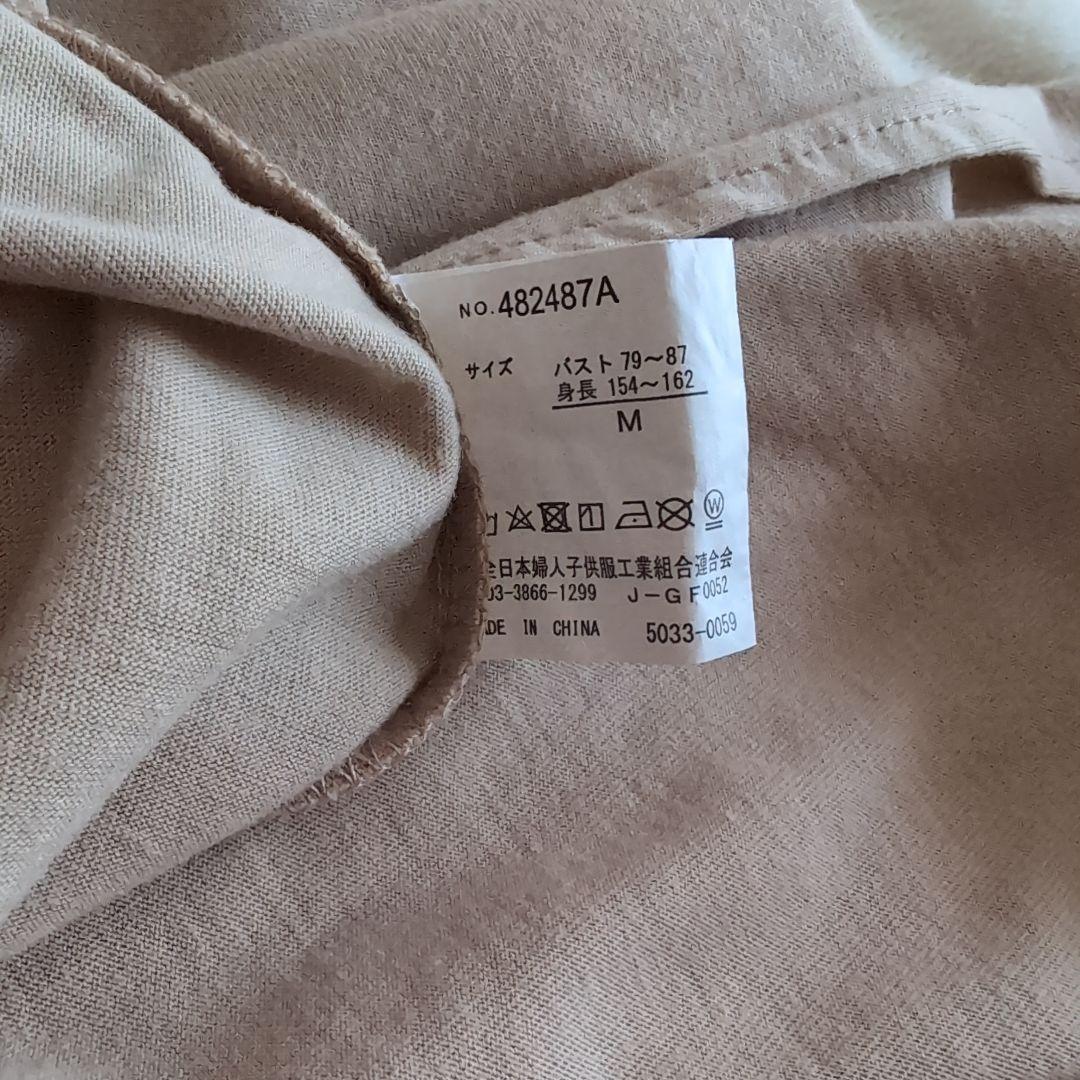 NO.482487A
サイズ バスト 79〜87
身長 154〜162
M
W
日本婦人子供服工業組合連合会
03-3866-1299 J-GF0052
IN CHINA 5033-0059